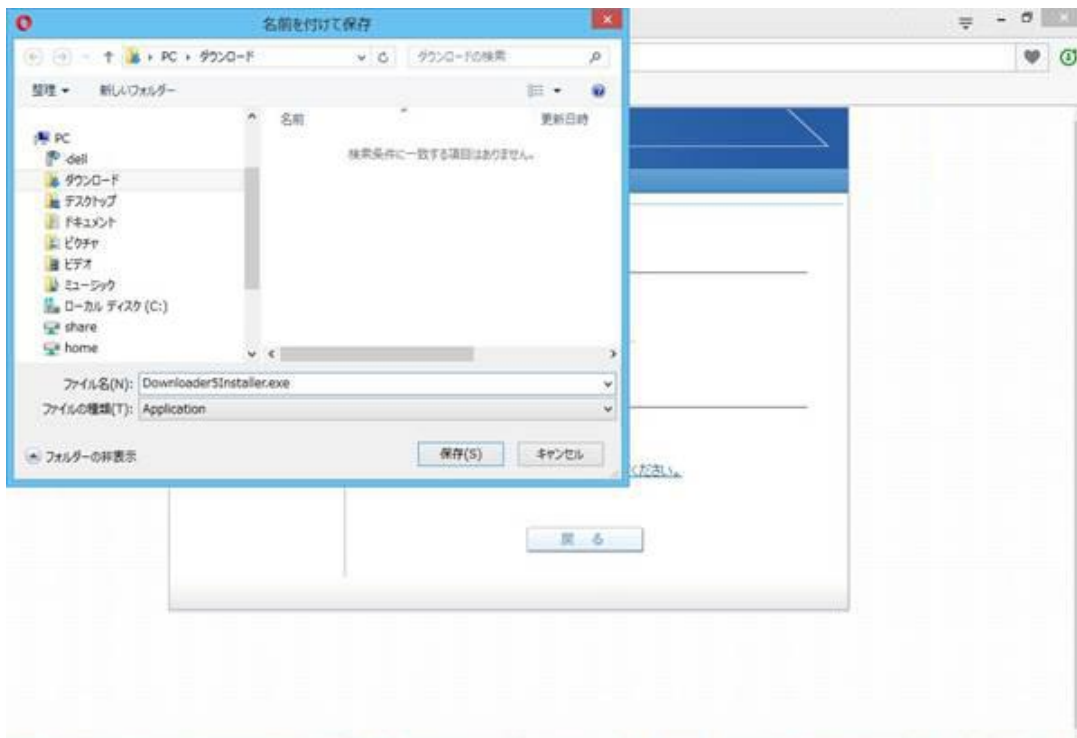 名前を付けて保存
PC ダウンロード
ダウンロードの検索
整理
新しいフォルダー
名前
更新日時
検索条件に一致する項目はありません。
PC
dell
ダウンロード
デスクトップ
ドキュメント
ピクチャ
ビデオ
ミュージック
ローカル ディスク (C:)
share
home
ファイル名(N): Downloader5Installer.exe
ファイルの種類(T): Application
フォルダーの非表示
保存(S)
キャンセル
ください。
戻 る